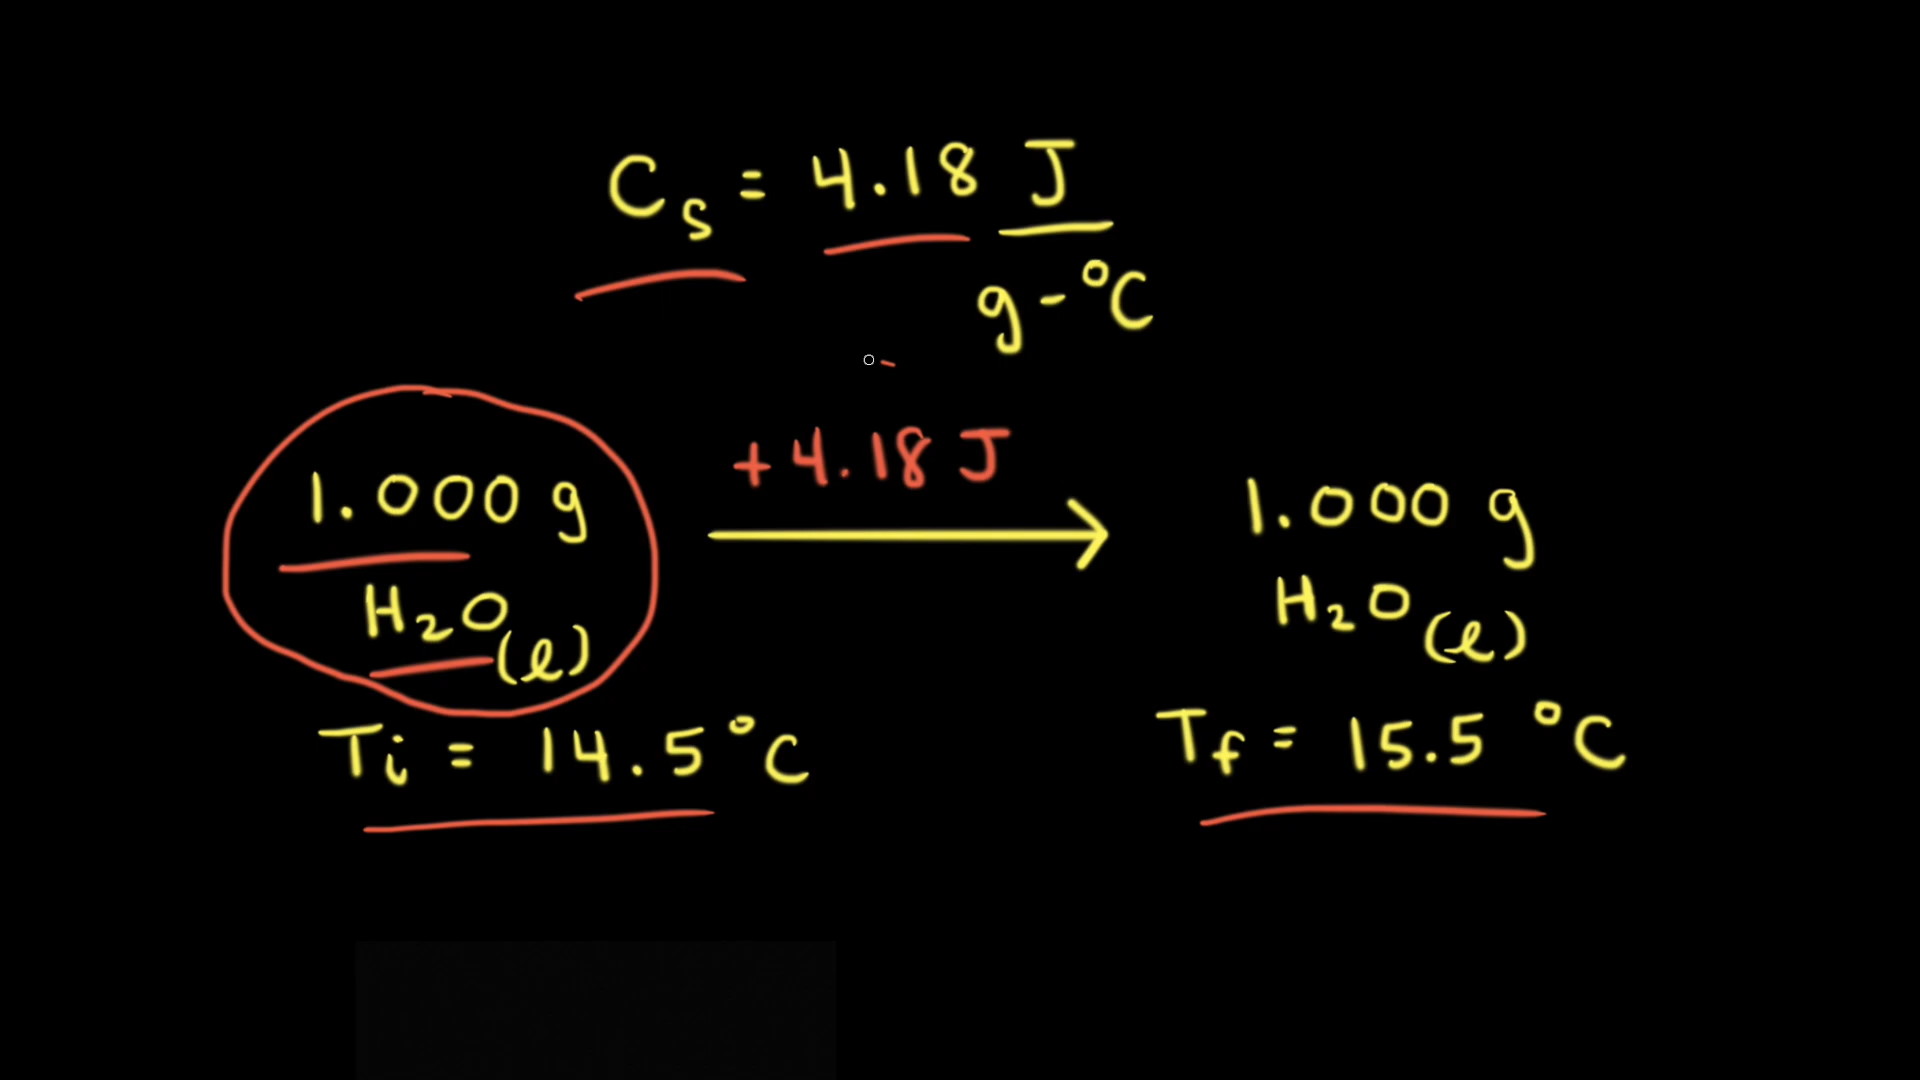 Cs = 4.18 J
g-°C
+4.18 J
1.000 g
H2O(l)
Ti = 14.5 °C
1.000 g
H2O(l)
Tf = 15.5 °C